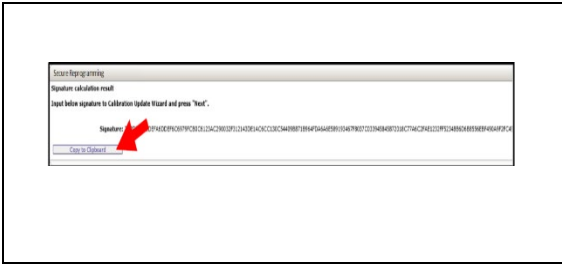 Secure Reprogramming
Signature calculation result
Input below signature to Calibration Update Wizard and press "Next".
Signature:
Copy to Clipboard